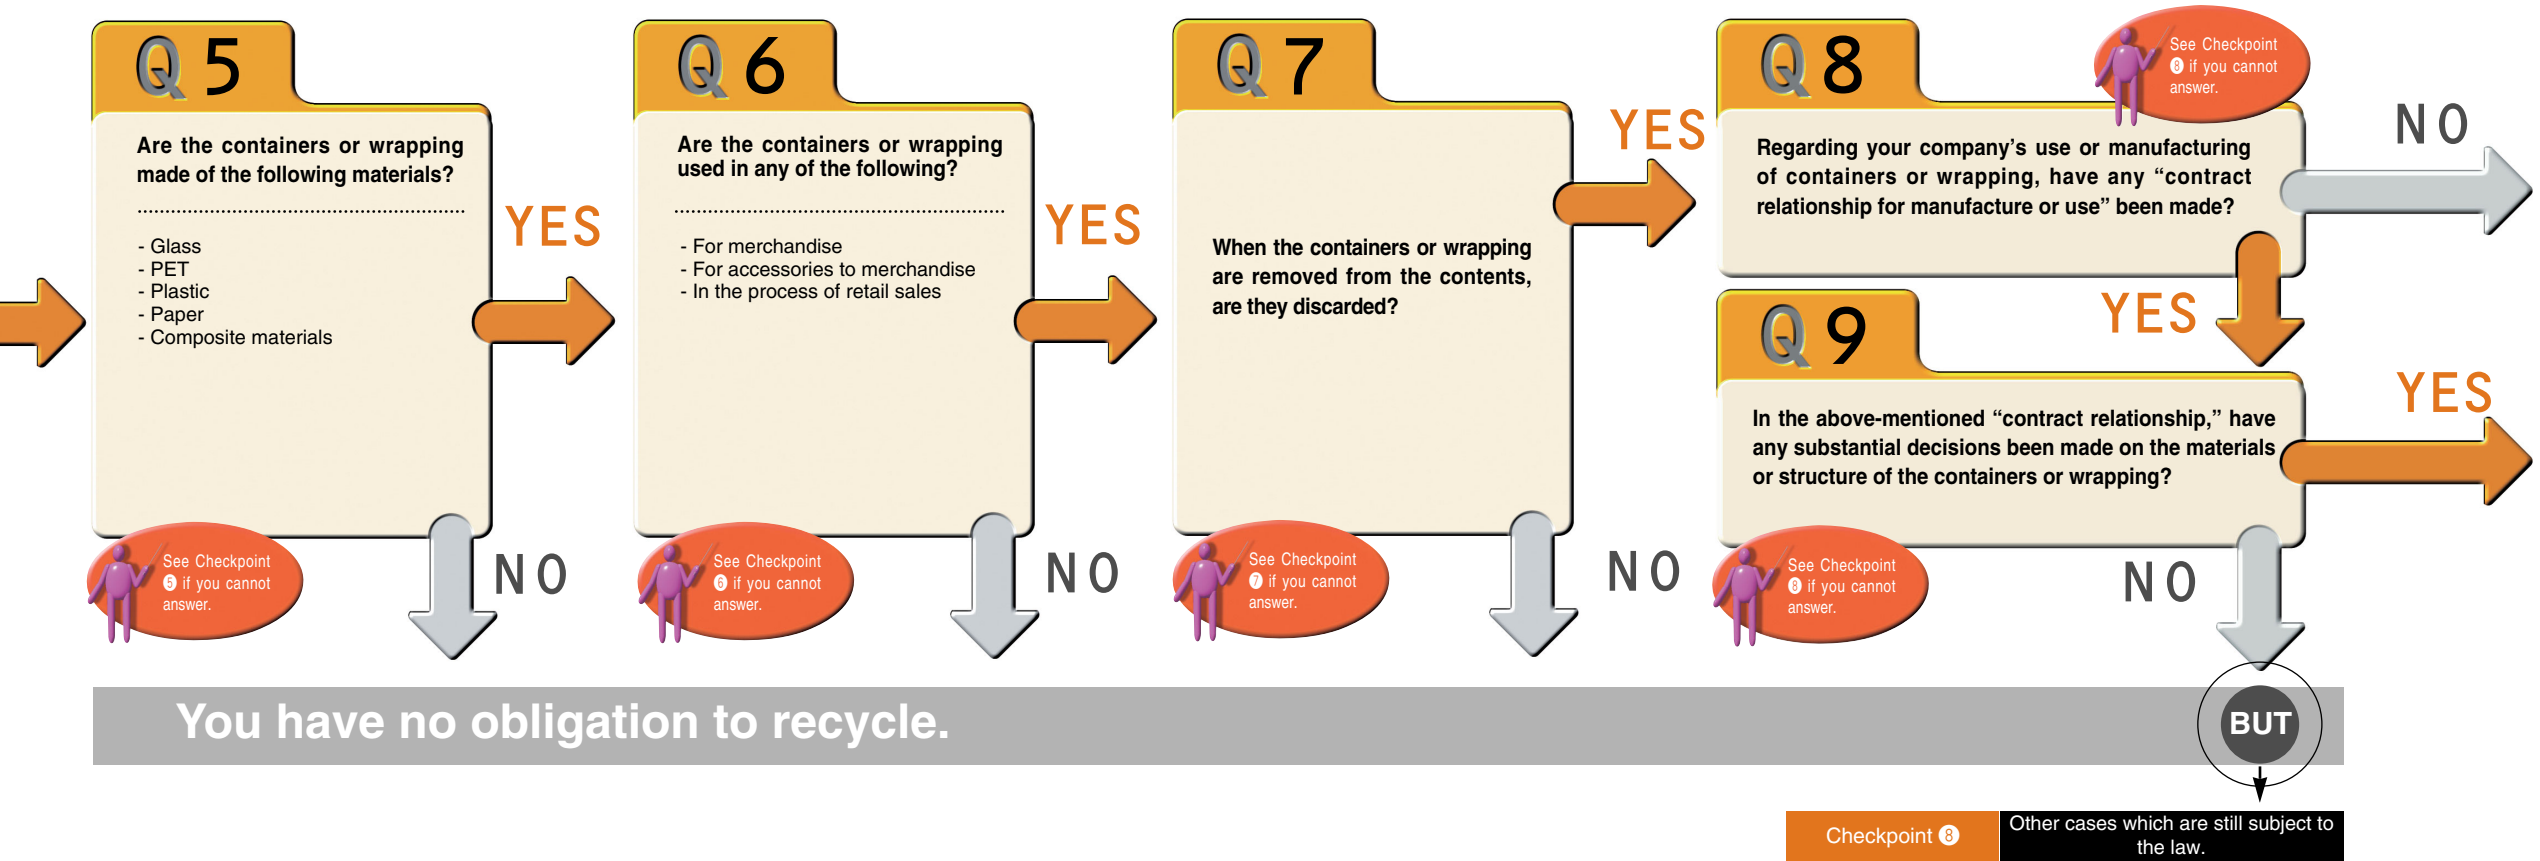 Q 5
Are the containers or wrapping
made of the following materials?
- Glass
- PET
- Plastic
- Paper
- Composite materials
YES
See Checkpoint
❺ if you cannot
answer.
NO
Q 6
Are the containers or wrapping
used in any of the following?
- For merchandise
- For accessories to merchandise
- In the process of retail sales
YES
See Checkpoint
❻ if you cannot
answer.
NO
Q 7
When the containers or wrapping
are removed from the contents,
are they discarded?
YES
See Checkpoint
❼ if you cannot
answer.
NO
Q 8
See Checkpoint
❽ if you cannot
answer.
Regarding your company's use or manufacturing
of containers or wrapping, have any “contract
relationship for manufacture or use” been made?
NO
YES
Q 9
In the above-mentioned “contract relationship,” have
any substantial decisions been made on the materials
or structure of the containers or wrapping?
YES
See Checkpoint
❽ if you cannot
answer.
NO
You have no obligation to recycle.
BUT
Checkpoint ❽
Other cases which are still subject to
the law.